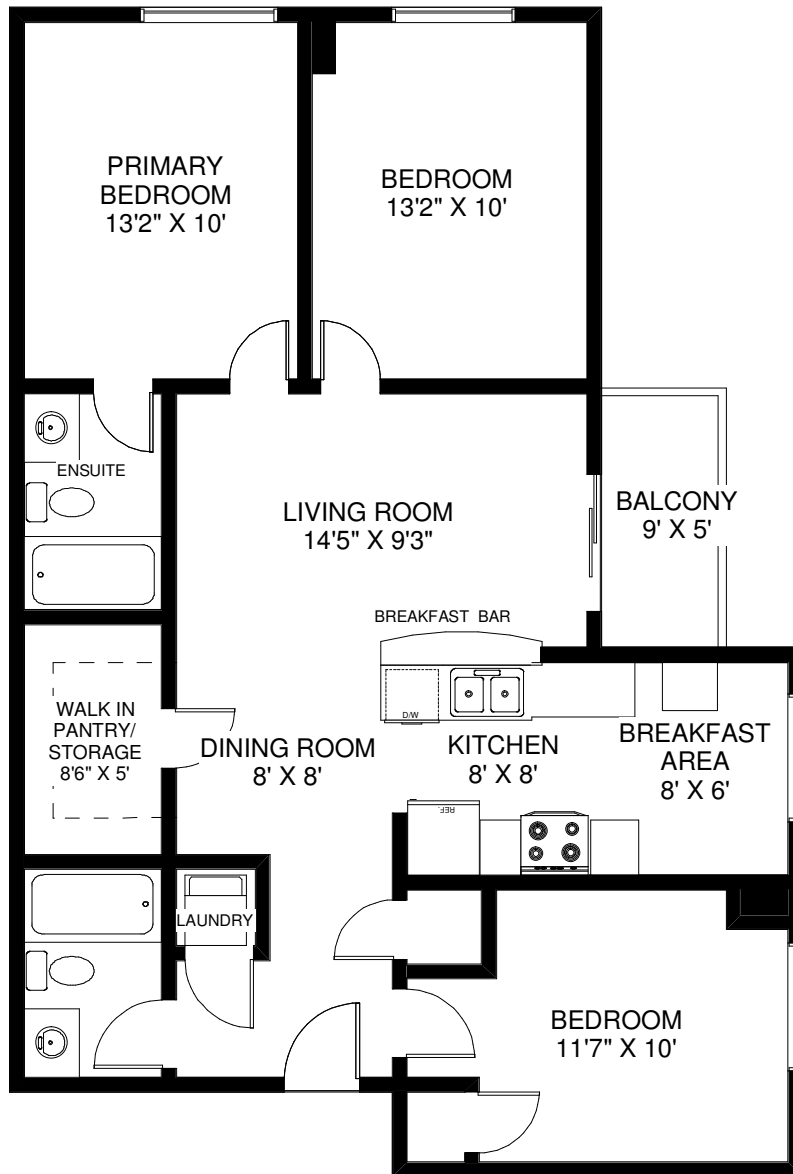 PRIMARY
BEDROOM
13'2" X 10'
BEDROOM
13'2" X 10'
ENSUITE
LIVING ROOM
14'5" X 9'3"
BALCONY
9' X 5'
BREAKFAST BAR
WALK IN
PANTRY/
STORAGE
8'6" X 5'
D/W
DINING ROOM
8' X 8'
KITCHEN
8' X 8'
BREAKFAST
AREA
8' X 6'
REF.
LAUNDRY
BEDROOM
11'7" X 10'